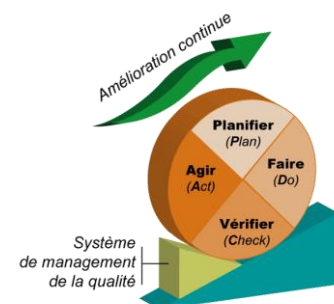 Amélioration continue
Planifier
(Plan)
Faire
(Do)
Agir
(Act)
Vérifier
(Check)
Système
de management
de la qualité